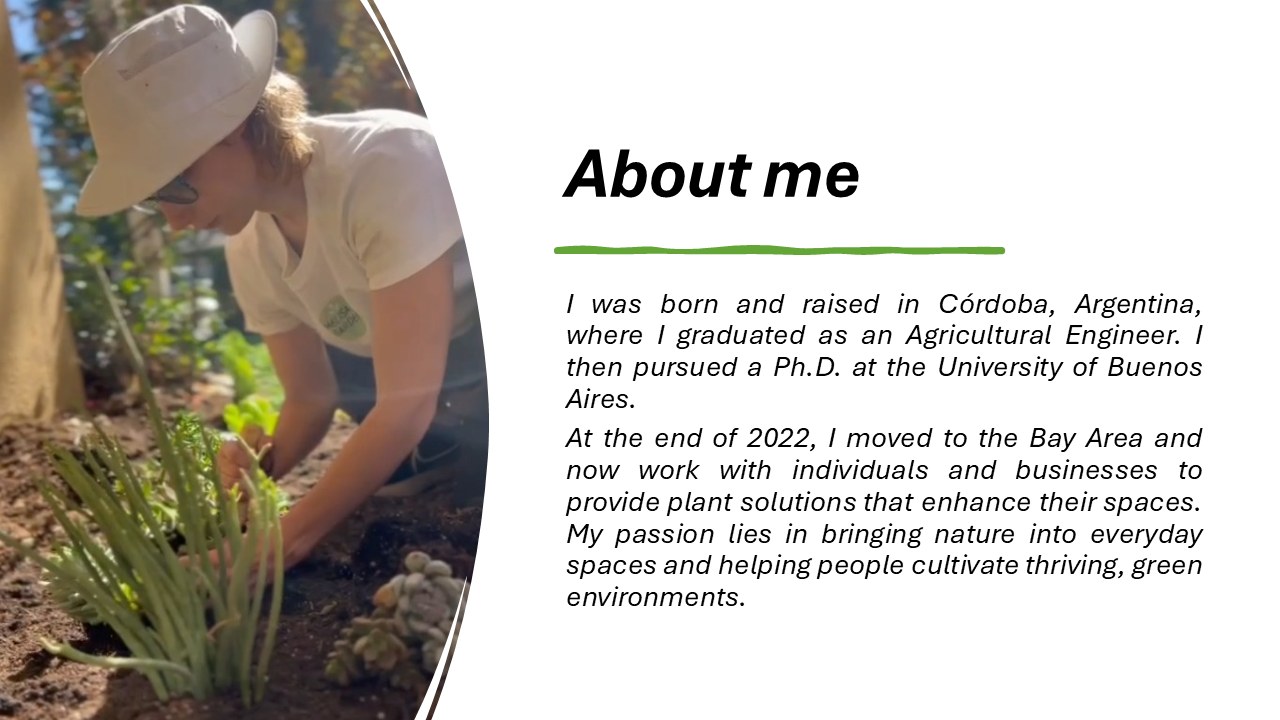 About me
I was born and raised in Córdoba, Argentina,
where I graduated as an Agricultural Engineer. I
then pursued a Ph.D. at the University of Buenos
Aires.
At the end of 2022, I moved to the Bay Area and
now work with individuals and businesses to
provide plant solutions that enhance their spaces.
My passion lies in bringing nature into everyday
spaces and helping people cultivate thriving, green
environments.